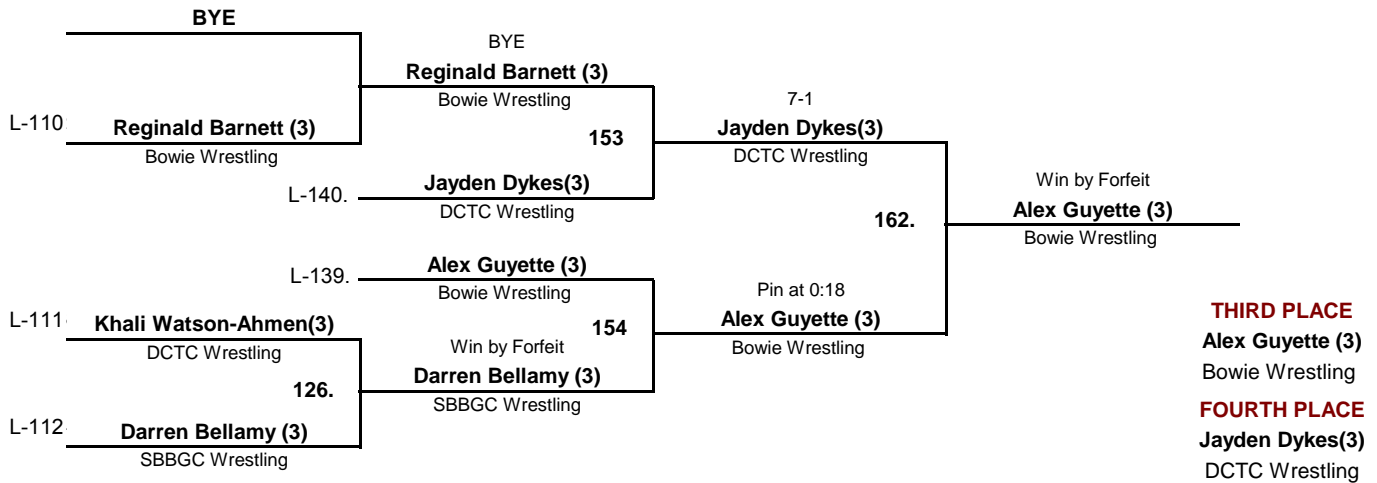 BYE
L-110.
Reginald Barnett (3)
Bowie Wrestling
BYE
Reginald Barnett (3)
Bowie Wrestling
153
L-140.
Jayden Dykes(3)
DCTC Wrestling
7-1
Jayden Dykes(3)
DCTC Wrestling
162.
Win by Forfeit
Alex Guyette (3)
Bowie Wrestling
L-139.
Alex Guyette (3)
Bowie Wrestling
154
Pin at 0:18
Alex Guyette (3)
Bowie Wrestling
L-111.
Khali Watson-Ahmen(3)
DCTC Wrestling
126.
Win by Forfeit
Darren Bellamy (3)
SBBGC Wrestling
L-112.
Darren Bellamy (3)
SBBGC Wrestling
THIRD PLACE
Alex Guyette (3)
Bowie Wrestling
FOURTH PLACE
Jayden Dykes(3)
DCTC Wrestling